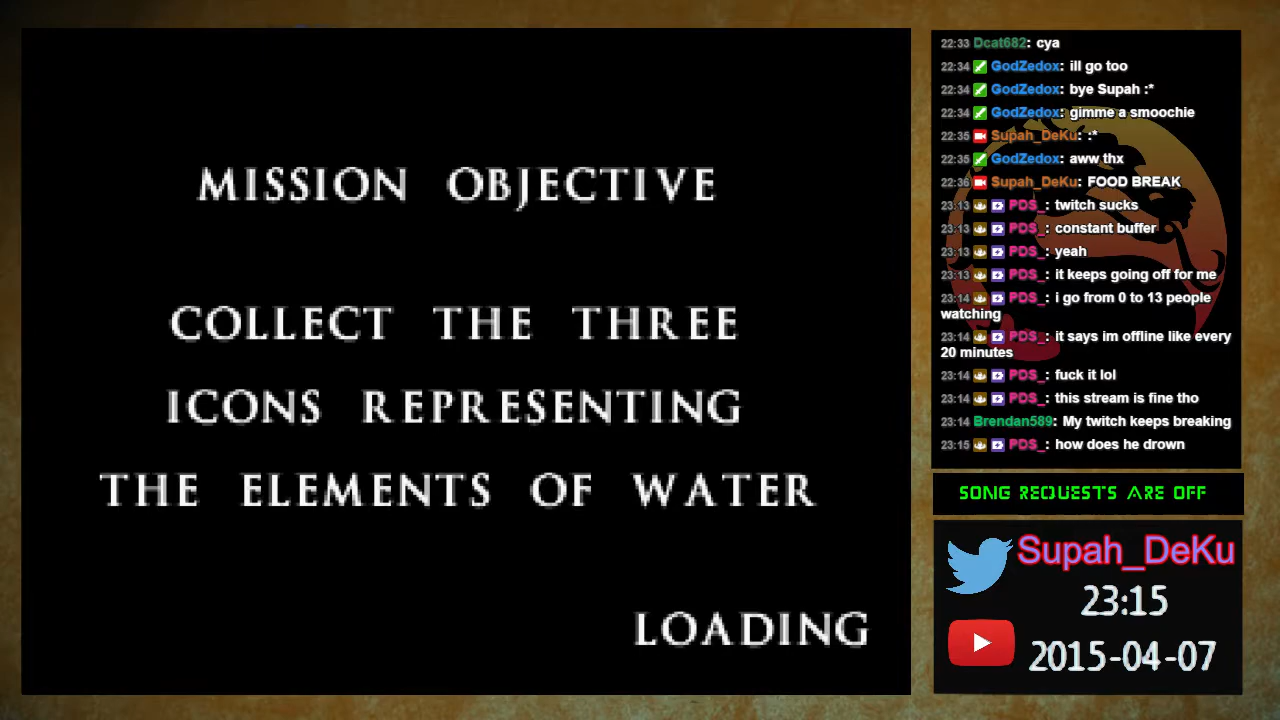 MISSION OBJECTIVE
COLLECT THE THREE
ICONS REPRESENTING
THE ELEMENTS OF WATER
LOADING
22:33 Dcat682: cya
22:34 GodZedox: ill go too
22:34 GodZedox: bye Supah :*
22:34 GodZedox: gimme a smoochie
22:35 Supah_DeKu: :*
22:35 GodZedox: aww thx
22:36 Supah_DeKu: FOOD BREAK
23:13 PDS_: twitch sucks
23:13 PDS_: constant buffer
23:13 PDS_: yeah
23:13 PDS_: it keeps going off for me
23:14 PDS_: i go from 0 to 13 people
watching
23:14 PDS_: it says im offline like every
20 minutes
23:14 PDS_: fuck it lol
23:14 PDS_: this stream is fine tho
23:14 Brendan589: My twitch keeps breaking
23:15 PDS_: how does he drown
SONG REQUESTS ARE OFF
Supah_DeKu
23:15
2015-04-07